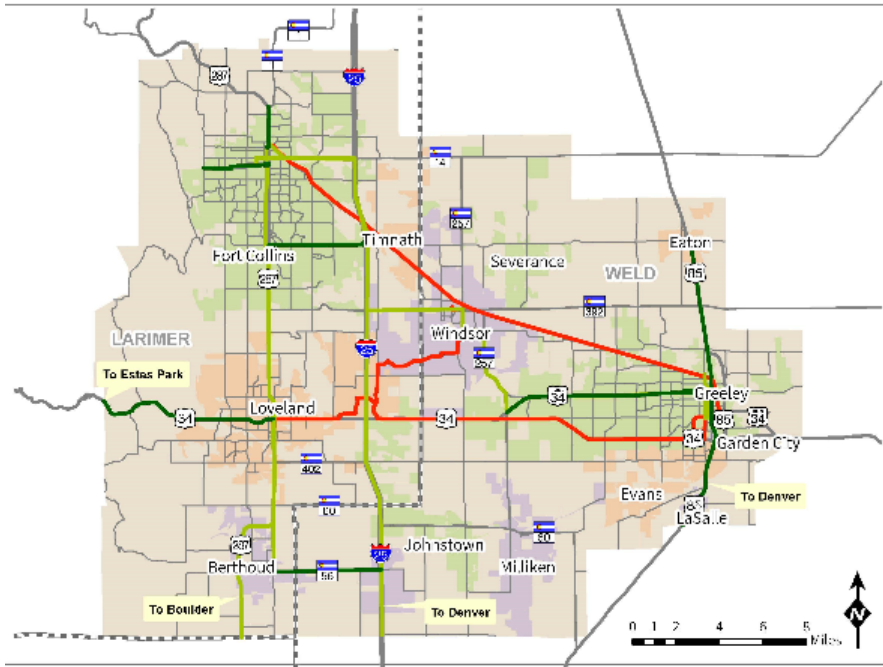 287
1
14
257
Eaton
Timnath
Fort Collins
Severance
WELD
85
287
392
Windsor
LARIMER
25
257
To Estes Park
34
Greeley
Loveland
34
34
85
34
34
Garden City
402
Evans
To Denver
60
85
LaSalle
60
287
Johnstown
25
Berthoud
56
Milliken
To Boulder
To Denver
N
0 1 2 4 6 8
Miles